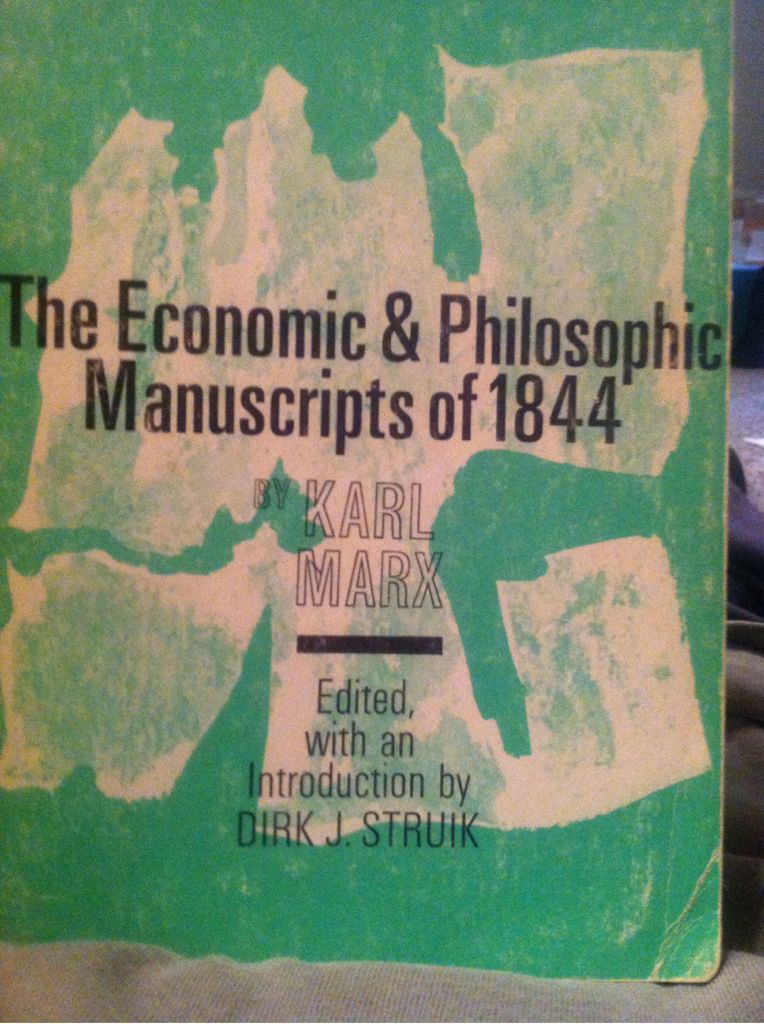 The Economic & Philosophic
Manuscripts of 1844
BY KARL
MARX
Edited,
with an
Introduction by
DIRK J. STRUIK